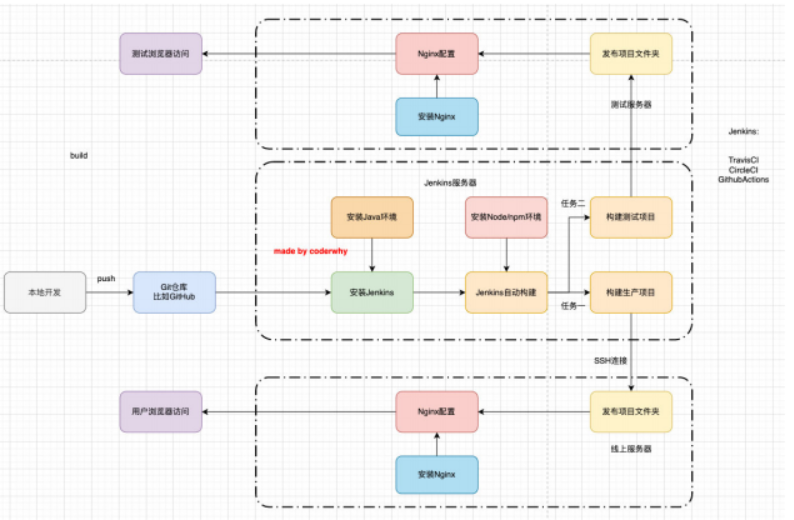 测试浏览器访问
Nginx配置
发布项目文件夹
安装Nginx
测试服务器
Jenkins:
TravisCI
CircleCI
GithubActions
build
Jenkins服务器
安装Java环境
安装Node/npm环境
任务二
构建测试项目
made by coderwhy
push
本地开发
Git仓库
比如GitHub
安装Jenkins
Jenkins自动构建
任务一
构建生产项目
SSH连接
用户浏览器访问
Nginx配置
发布项目文件夹
线上服务器
安装Nginx